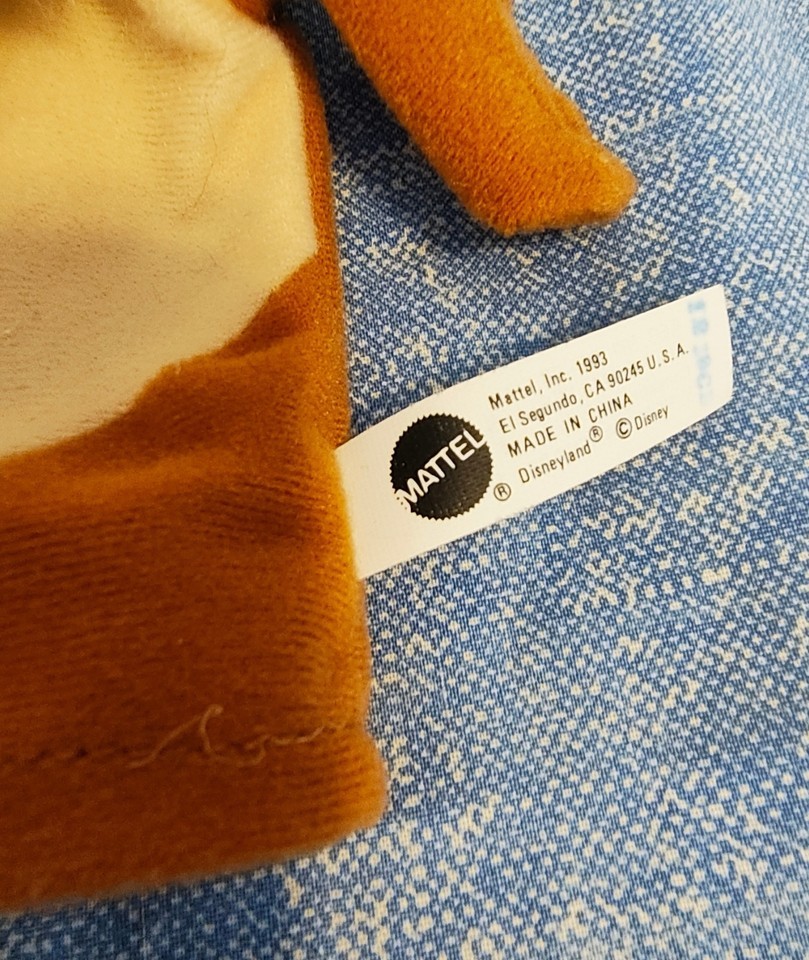 MATTEL
Mattel, Inc. 1993
El Segundo, CA 90245 U.S.A.
MADE IN CHINA
® Disneyland® ©Disney